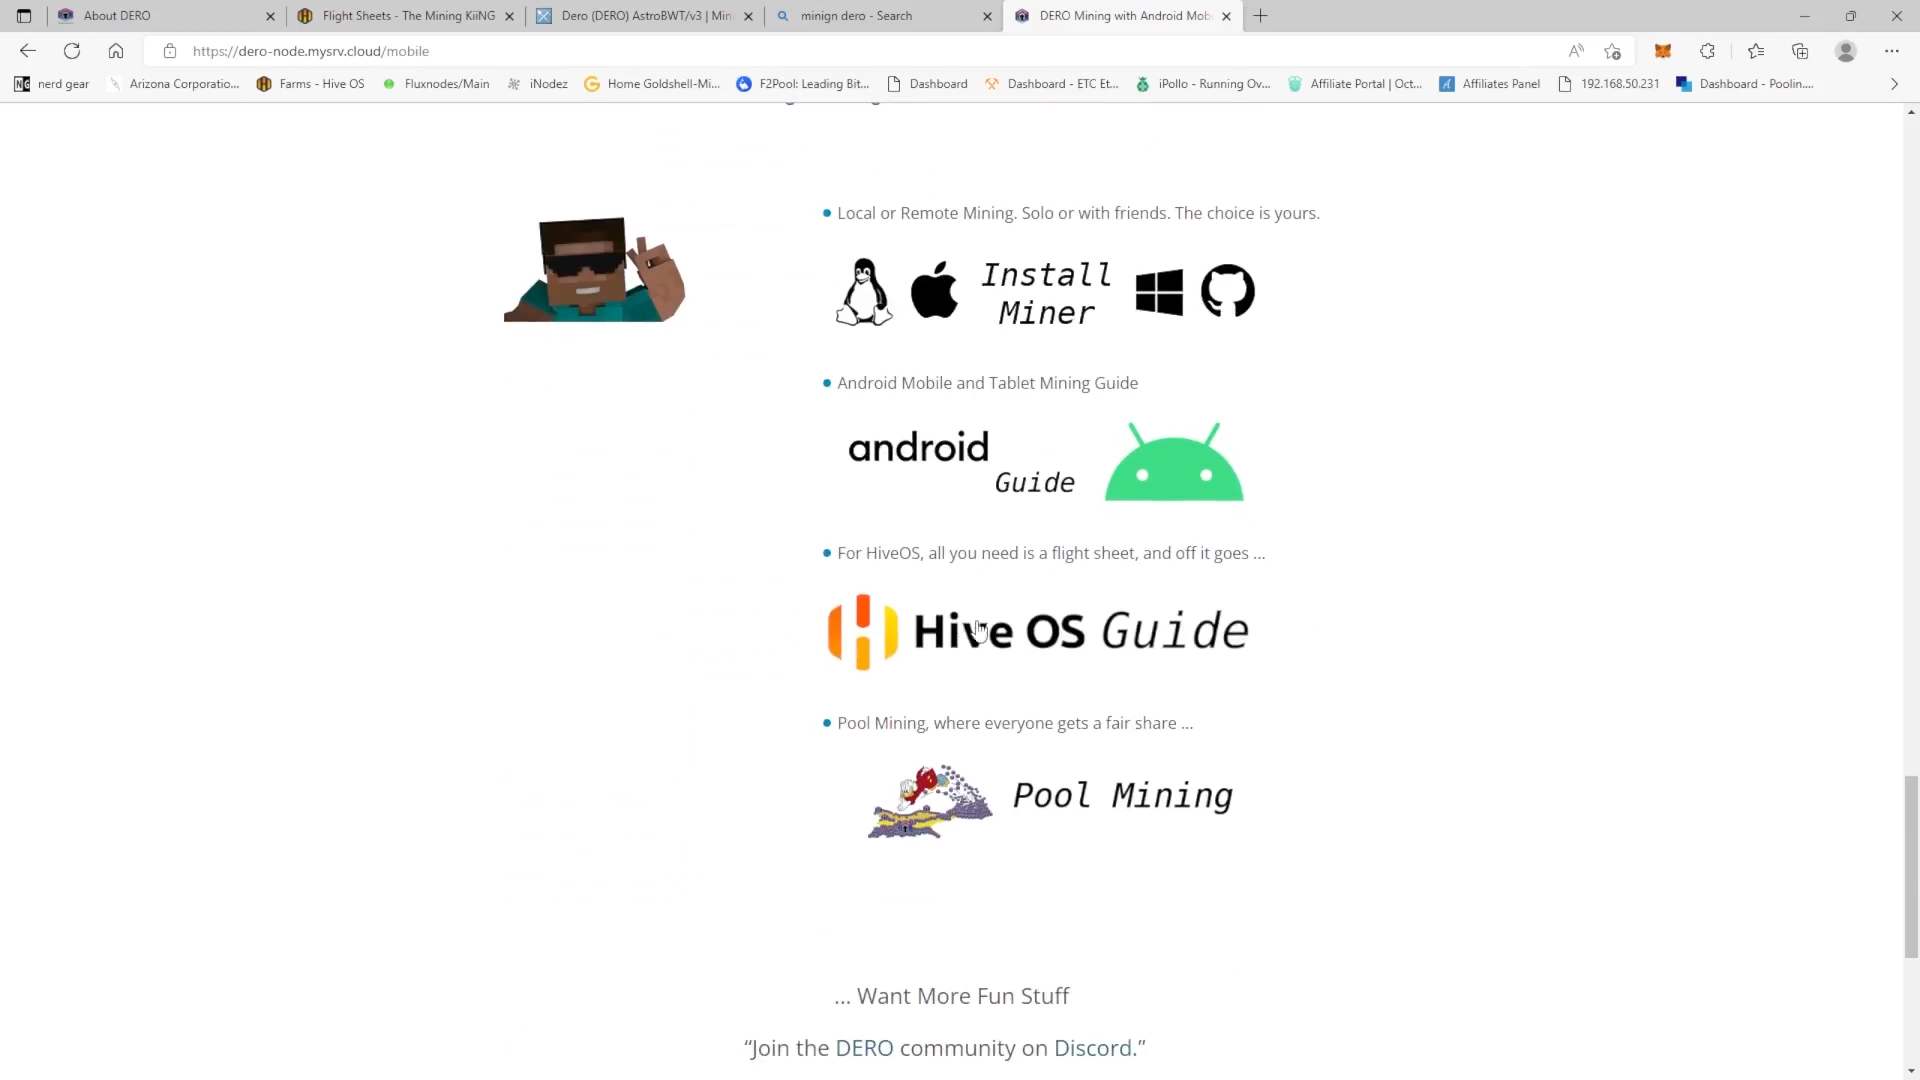 About DERO
Flight Sheets - The Mining KiiNG
Dero (DERO) AstroBWT/v3 | Min
minign dero - Search
DERO Mining with Android Mob
https://dero-node.mysrv.cloud/mobile
nerd gear
Arizona Corporatio...
Farms - Hive OS
Fluxnodes/Main
iNodez
Home Goldshell-Mi...
F2Pool: Leading Bit...
Dashboard
Dashboard - ETC Et...
iPollo - Running Ov...
Affiliate Portal | Oct...
Affiliates Panel
192.168.50.231
Dashboard - Poolin....
Local or Remote Mining. Solo or with friends. The choice is yours.
Install
Miner
Android Mobile and Tablet Mining Guide
android
Guide
For HiveOS, all you need is a flight sheet, and off it goes ...
Hive OS Guide
Pool Mining, where everyone gets a fair share ...
Pool Mining
... Want More Fun Stuff
“Join the DERO community on Discord.”